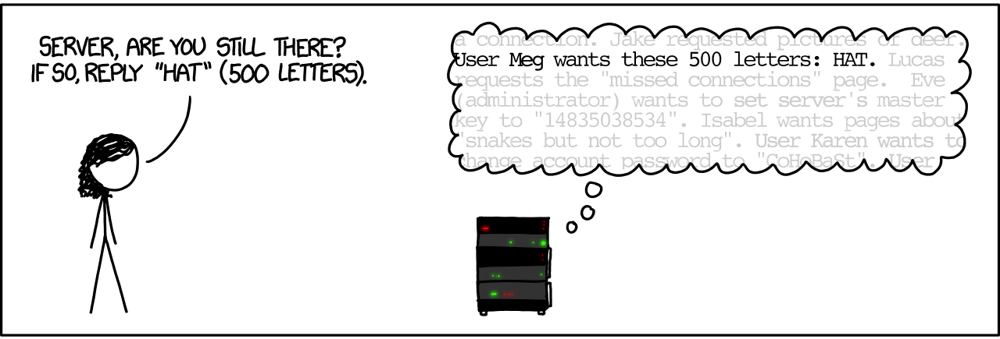 SERVER, ARE YOU STILL THERE?
IF SO, REPLY "HAT" (500 LETTERS).
a connection. Jake requested pictures of deer.
User Meg wants these 500 letters: HAT. Lucas
requests the "missed connections" page. Eve
(administrator) wants to set server's master
key to "14835038534". Isabel wants pages about
"snakes but not too long". User Karen wants to
change account password to "CoHoBaSt". User